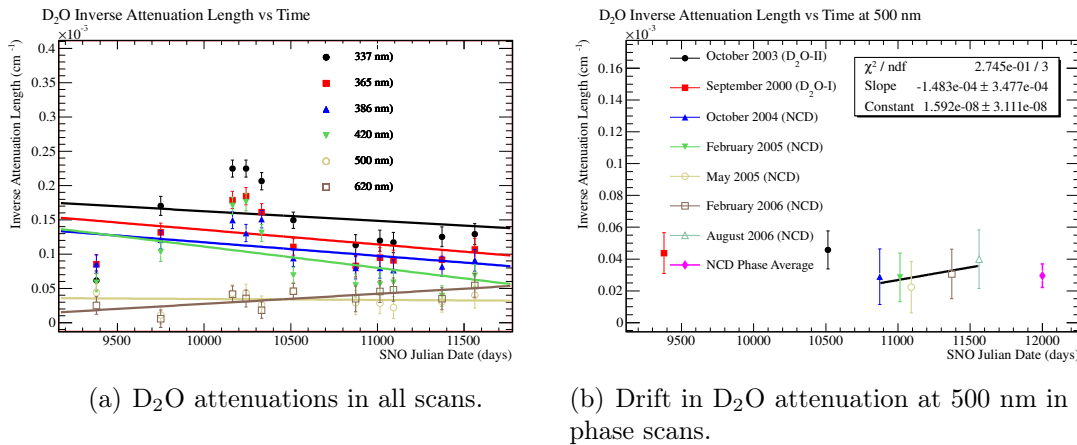 D2O Inverse Attenuation Length vs Time
×10⁻³
Inverse Attenuation Length (cm⁻¹)
0.4
0.35
0.3
0.25
0.2
0.15
0.1
0.05
0
337 nm)
365 nm)
386 nm)
420 nm)
500 nm)
620 nm)
9500
10000
10500
11000
11500
SNO Julian Date (days)
(a) D₂O attenuations in all scans.
D2O Inverse Attenuation Length vs Time at 500 nm
×10⁻³
Inverse Attenuation Length (cm⁻¹)
0.16
0.14
0.12
0.1
0.08
0.06
0.04
0.02
0
October 2003 (D₂O-II)
September 2000 (D₂O-I)
October 2004 (NCD)
February 2005 (NCD)
May 2005 (NCD)
February 2006 (NCD)
August 2006 (NCD)
NCD Phase Average
χ² / ndf 2.745e-01 / 3
Slope -1.483e-04 ± 3.477e-04
Constant 1.592e-08 ± 3.111e-08
9500
10000
10500
11000
11500
12000
SNO Julian Date (days)
(b) Drift in D₂O attenuation at 500 nm in
phase scans.